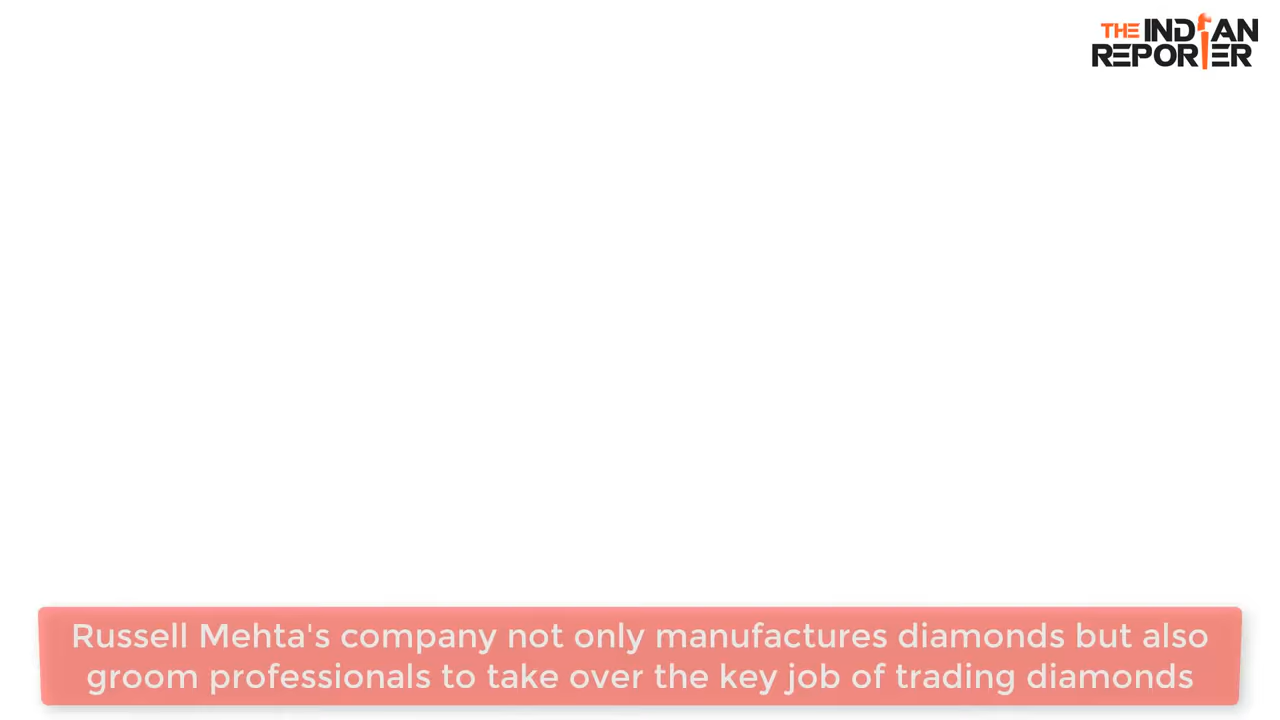 THE INDIAN
REPORTER
Russell Mehta's company not only manufactures diamonds but also
groom professionals to take over the key job of trading diamonds